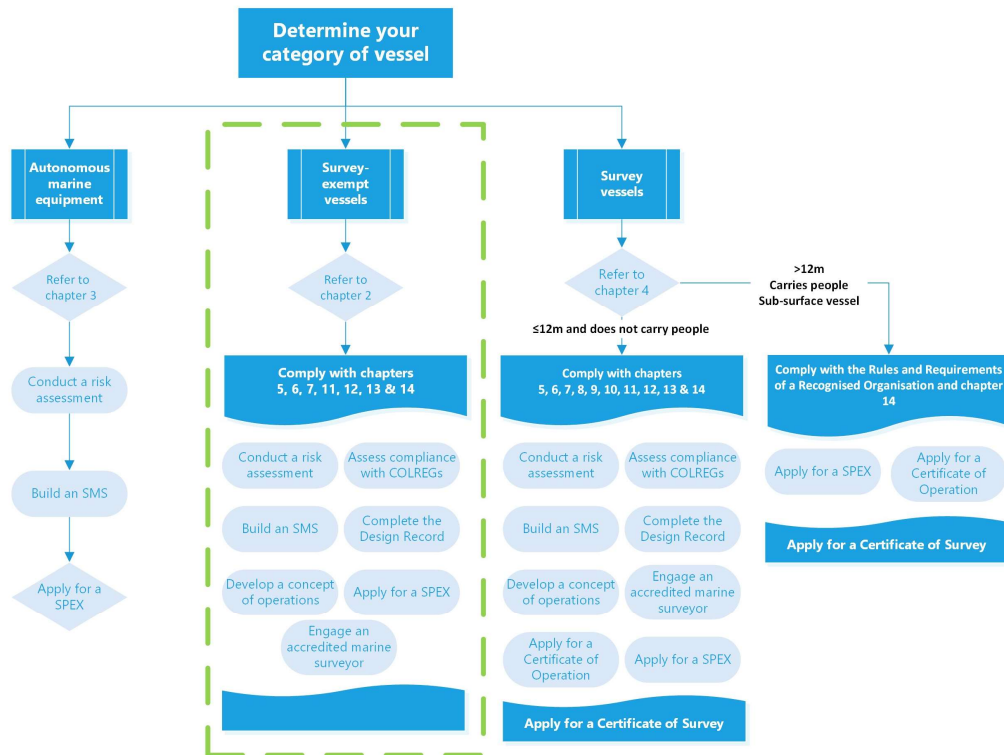 Determine your
category of vessel
Autonomous
marine
equipment
Survey-
exempt
vessels
Survey
vessels
Refer to
chapter 3
Refer to
chapter 2
Refer to
chapter 4
>12m
Carries people
Sub-surface vessel
≤12m and does not carry people
Conduct a risk
assessment
Build an SMS
Apply for a
SPEX
Comply with chapters
5, 6, 7, 11, 12, 13 & 14
Conduct a risk
assessment
Assess compliance
with COLREGs
Build an SMS
Complete the
Design Record
Develop a concept
of operations
Apply for a SPEX
Engage an
accredited marine
surveyor
Comply with chapters
5, 6, 7, 8, 9, 10, 11, 12, 13 & 14
Conduct a risk
assessment
Assess compliance
with COLREGs
Build an SMS
Complete the
Design Record
Develop a concept
of operations
Engage an
accredited marine
surveyor
Apply for a
Certificate of
Operation
Apply for a SPEX
Apply for a Certificate of Survey
Comply with the Rules and Requirements
of a Recognised Organisation and chapter
14
Apply for a SPEX
Apply for a
Certificate of
Operation
Apply for a Certificate of Survey